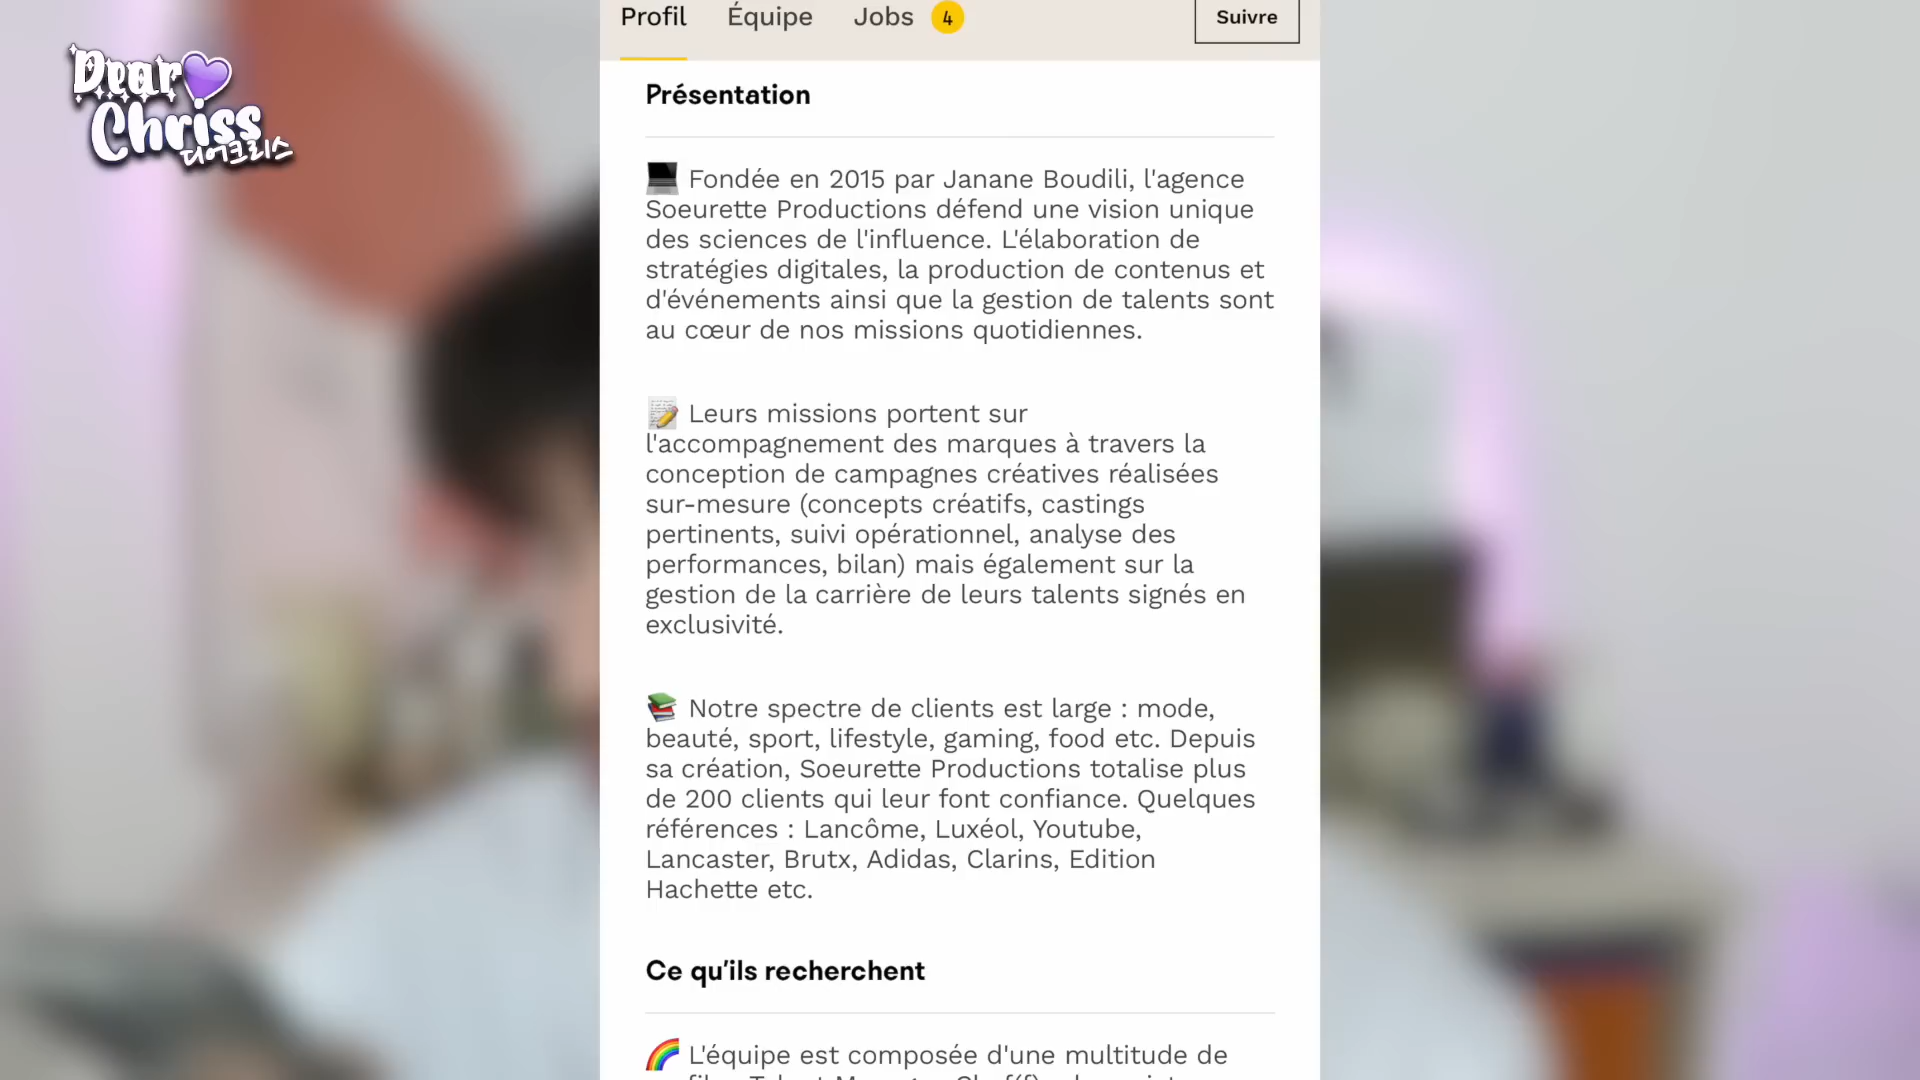 Profil Équipe Jobs 4 Suivre
Dear
Chriss
디어크리스
Présentation
Fondée en 2015 par Janane Boudili, l'agence
Soeurette Productions défend une vision unique
des sciences de l'influence. L'élaboration de
stratégies digitales, la production de contenus et
d'événements ainsi que la gestion de talents sont
au cœur de nos missions quotidiennes.
Leurs missions portent sur
l'accompagnement des marques à travers la
conception de campagnes créatives réalisées
sur-mesure (concepts créatifs, castings
pertinents, suivi opérationnel, analyse des
performances, bilan) mais également sur la
gestion de la carrière de leurs talents signés en
exclusivité.
Notre spectre de clients est large : mode,
beauté, sport, lifestyle, gaming, food etc. Depuis
sa création, Soeurette Productions totalise plus
de 200 clients qui leur font confiance. Quelques
références : Lancôme, Luxéol, Youtube,
Lancaster, Brutx, Adidas, Clarins, Edition
Hachette etc.
Ce qu'ils recherchent
L'équipe est composée d'une multitude de